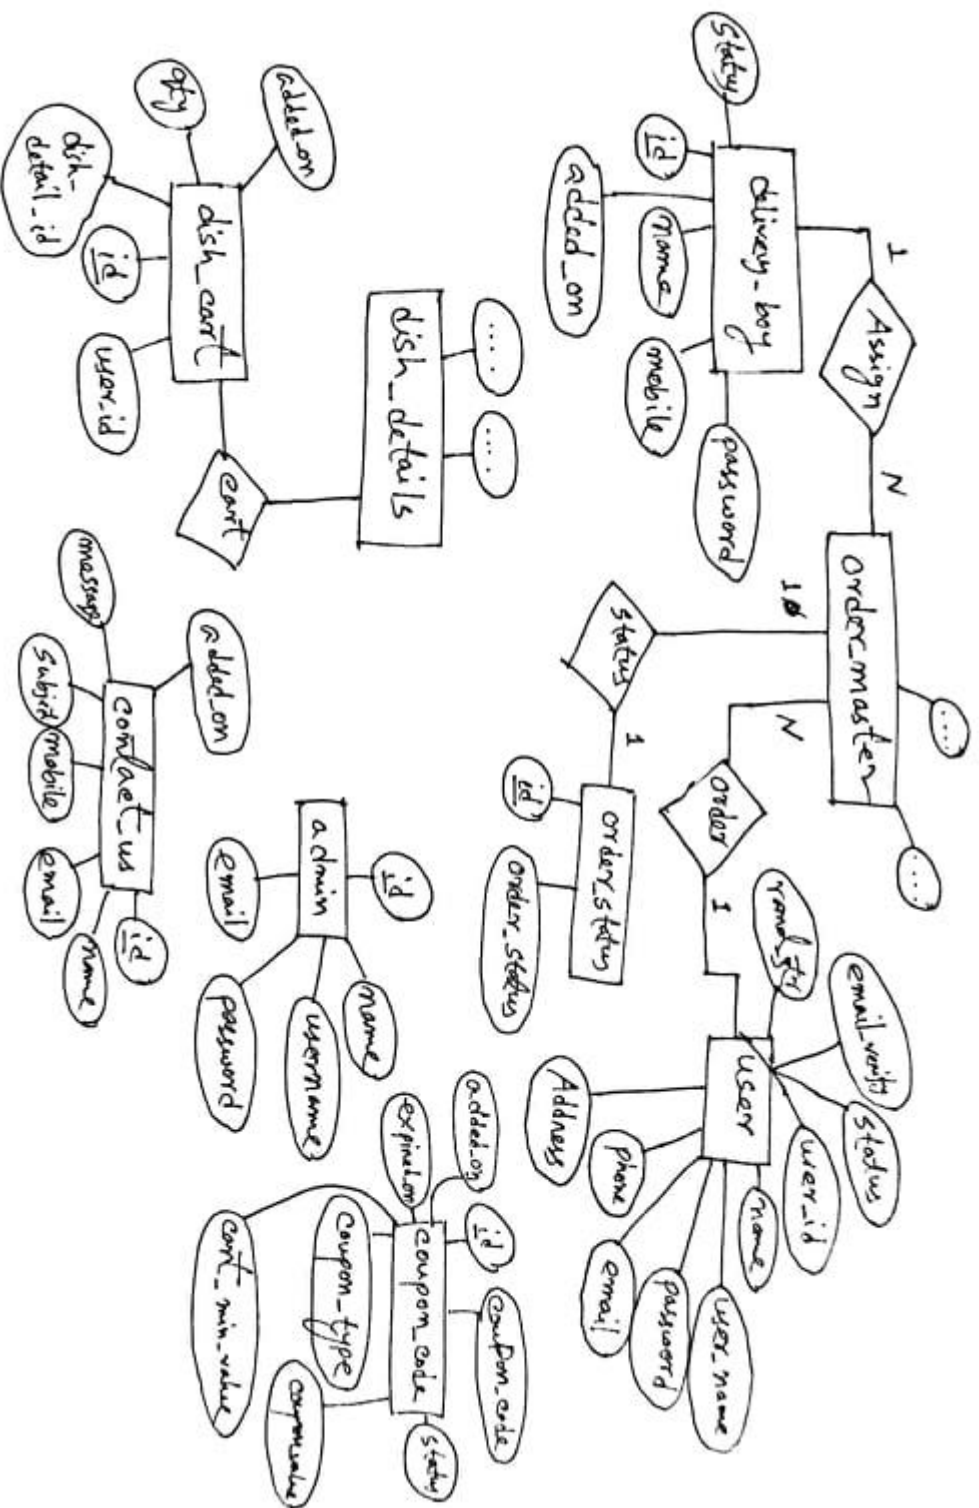 Status
id
added_on
name
mobile
password
delivery_boy
1
Assign
N
order_master
....
....
1
Status
1
order_status
id
order_status
N
order
1
user
rand_str
email_verify
status
user_id
name
user_name
password
email
phone
Address
dish_details
....
....
cart
dish_cart
added_on
qty
dish_
detail_id
id
user_id
admin
id
name
username
password
email
coupon_code
added_on
expired_on
id
coupon_code
status
coupon_value
coupon_type
cart_min_value
contact_us
added_on
message
subject
mobile
email
name
id